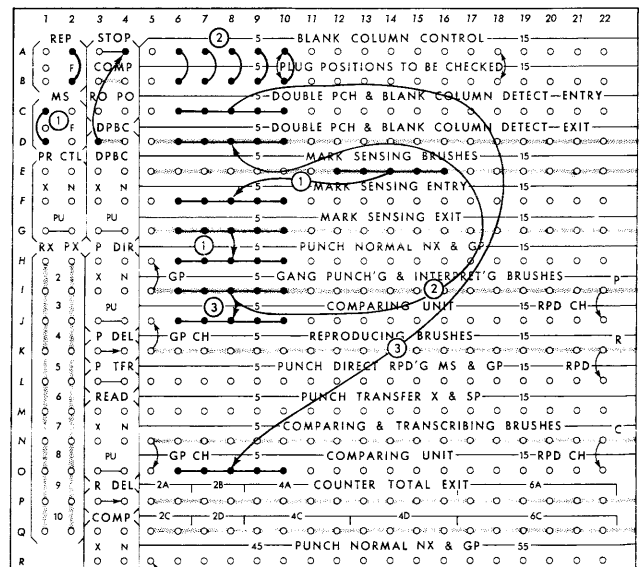 1 2 3 4 5 6 7 8 9 10 11 12 13 14 15 16 17 18 19 20 21 22
REP STOP 2 5 BLANK COLUMN CONTROL 15
A
F COMP 5 PLUG POSITIONS TO BE CHECKED 15
B
MS RO PO 5 DOUBLE PCH & BLANK COLUMN DETECT-ENTRY
C
1 F DPBC 5 DOUBLE PCH & BLANK COLUMN DETECT-EXIT
D
PR CTL DPBC 5 MARK SENSING BRUSHES 15
E
X N X N 1 5 MARK SENSING ENTRY 15
F
PU PU 5 MARK SENSING EXIT 15
G
RX PX P DIR 1 5 PUNCH NORMAL NX & GP 15
H
2 X N GP 5 GANG PUNCH'G & INTERPRET'G BRUSHES 15 P
I
3 PU 3 5 COMPARING UNIT 2 15 RPD CH
J
4 P DEL GP CH 5 REPRODUCING BRUSHES 15
K 3 R
5 P TFR 5 PUNCH DIRECT RPD'G MS & GP 15 RPD
L
6 READ 5 PUNCH TRANSFER X & SP 15
M
7 X N 5 COMPARING & TRANSCRIBING BRUSHES 15 C
N
8 PU GP CH 5 COMPARING UNIT 15 RPD CH
O
9 R DEL 2A 2B 4A COUNTER TOTAL EXIT 6A
P
10 COMP 2C 2D 4C 4D 6C
Q
X N 45 PUNCH NORMAL NX & GP 55
R